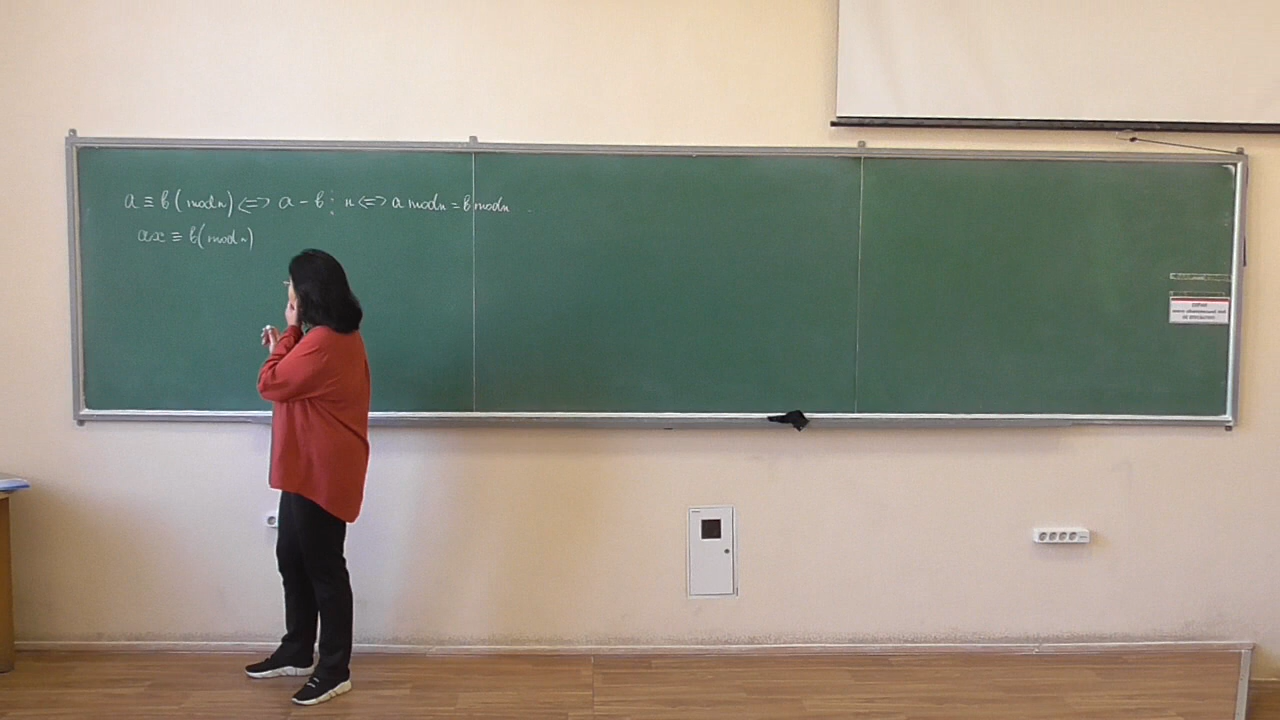 a ≡ b (mod n) <=> a - b ⋮ n <=> a mod n = b mod n
ax ≡ b (mod n)